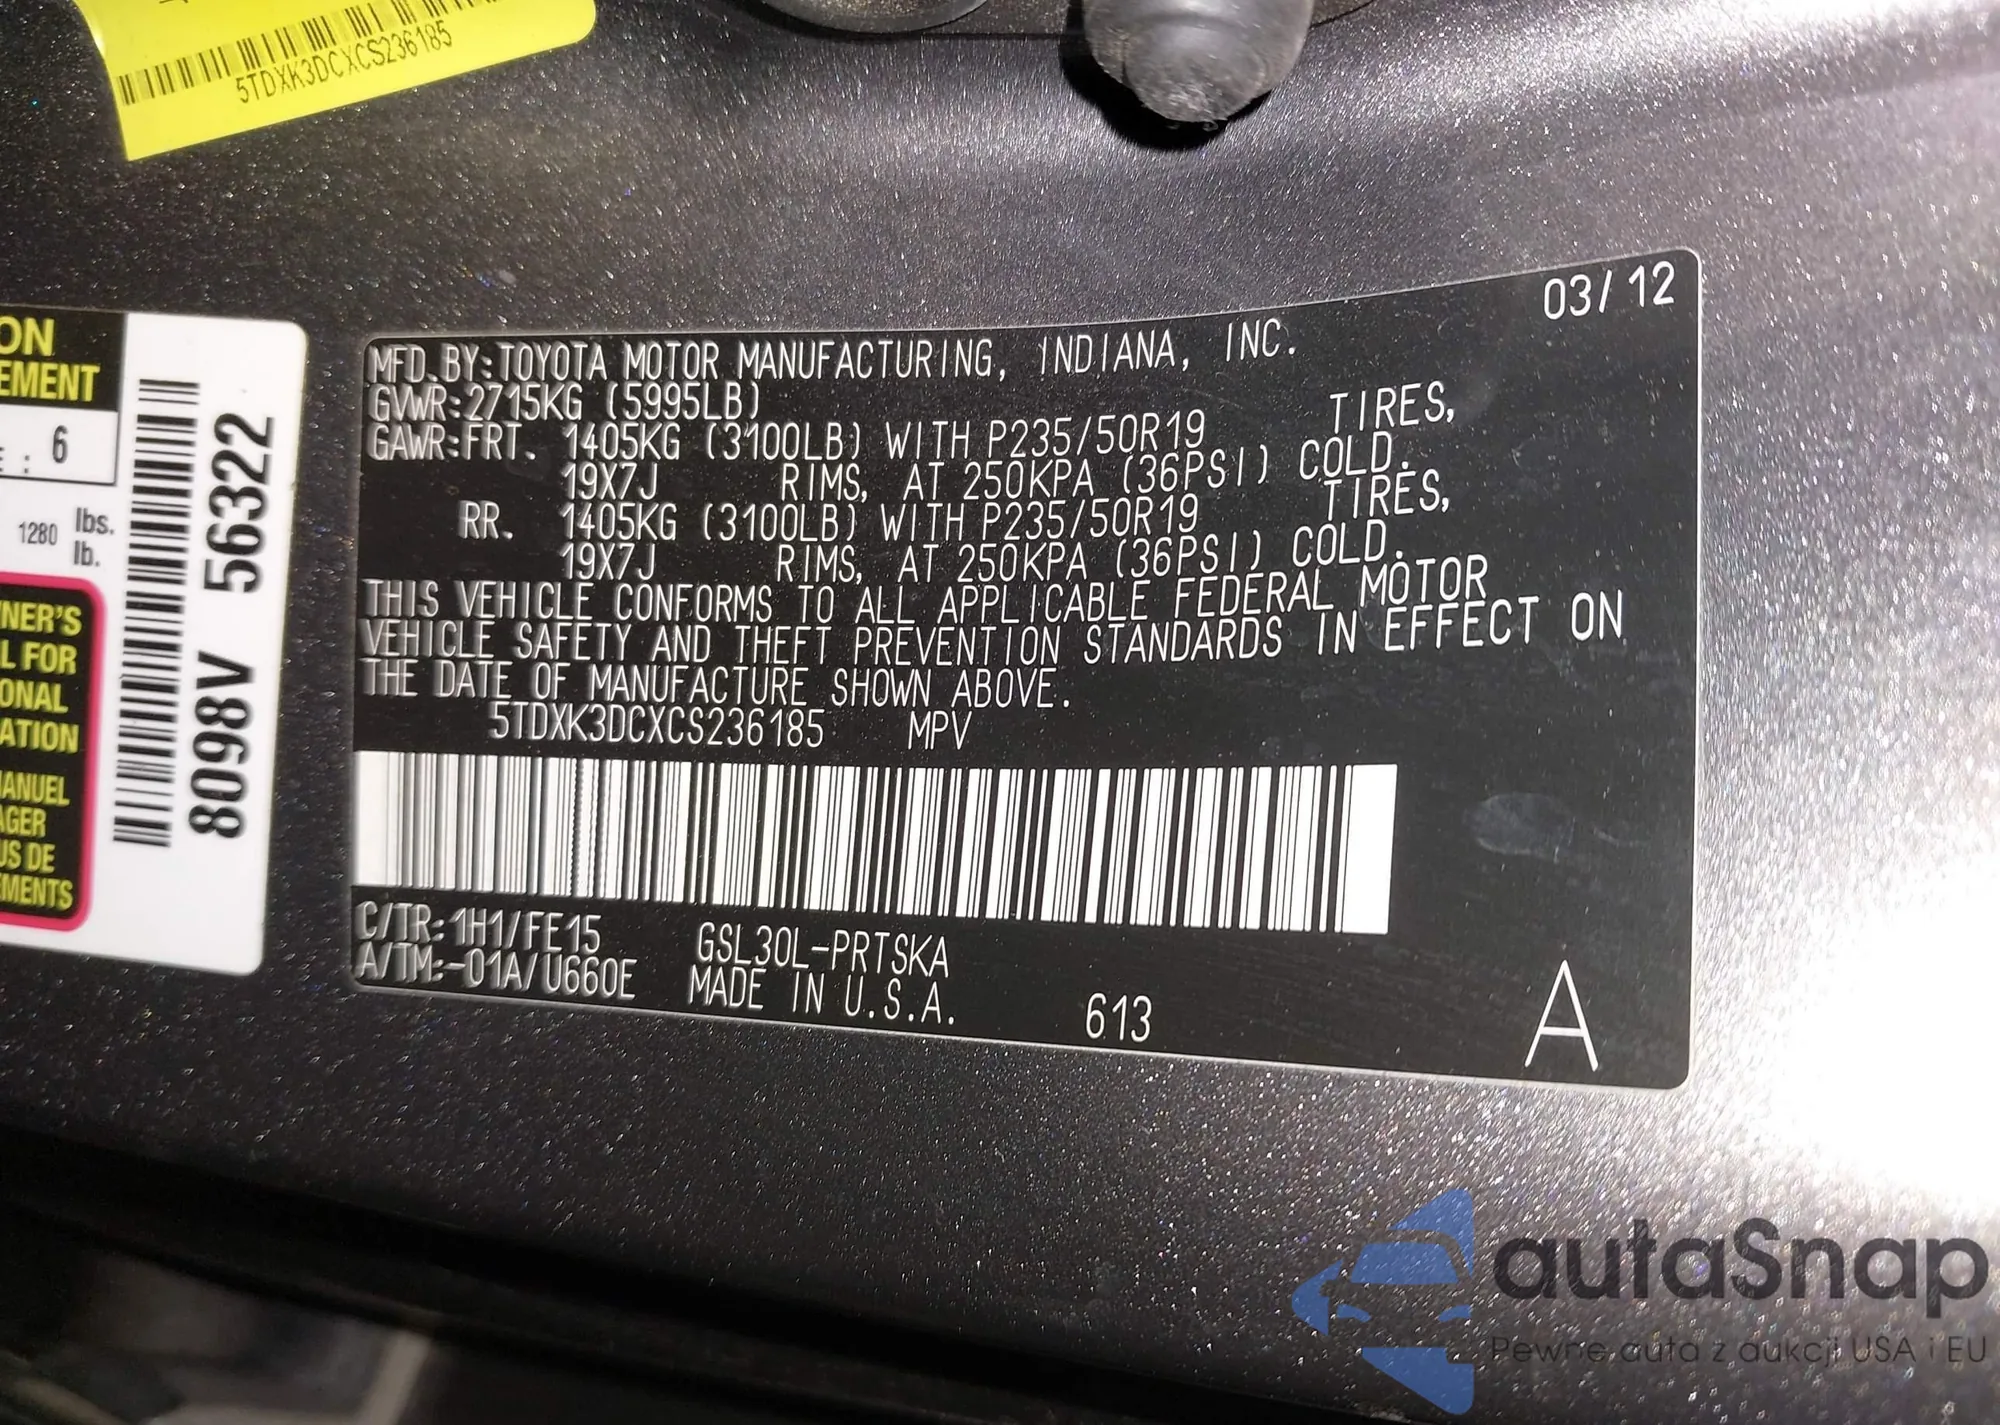 5TDXK3DCXCS236185
ON
EMENT
: 6
1280 lbs.
lb.
NER'S
L FOR
ONAL
ATION
MANUEL
AGER
US DE
EMENTS
8098V 56322
03/12
MFD.BY:TOYOTA MOTOR MANUFACTURING, INDIANA, INC.
GVWR:2715KG (5995LB)
GAWR:FRT. 1405KG (3100LB) WITH P235/50R19 TIRES,
19X7J RIMS, AT 250KPA (36PSI) COLD.
RR. 1405KG (3100LB) WITH P235/50R19 TIRES,
19X7J RIMS, AT 250KPA (36PSI) COLD.
THIS VEHICLE CONFORMS TO ALL APPLICABLE FEDERAL MOTOR
VEHICLE SAFETY AND THEFT PREVENTION STANDARDS IN EFFECT ON
THE DATE OF MANUFACTURE SHOWN ABOVE.
5TDXK3DCXCS236185 MPV
C/TR:1H1/FE15 GSL30L-PRTSKA
A/TM:-01A/U660E MADE IN U.S.A. 613
A
autaSnap
Pewne auta z aukcji USA i EU